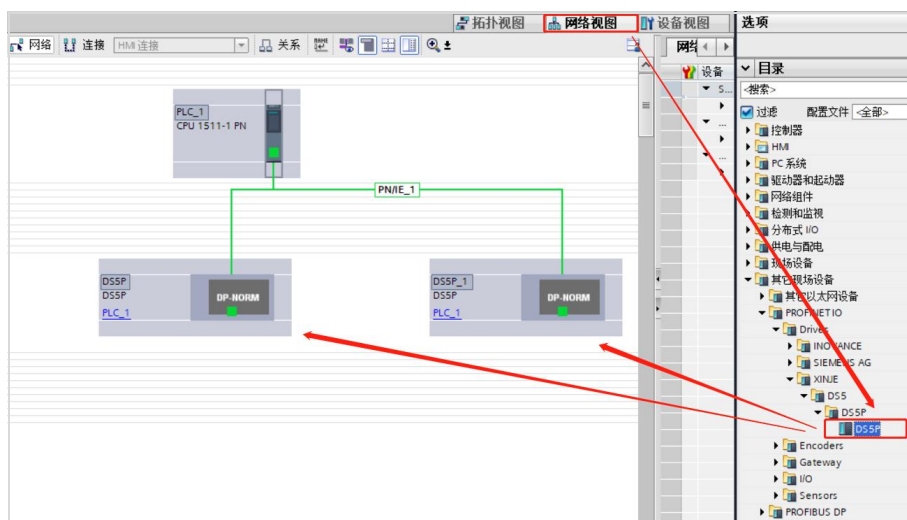 拓扑视图 网络视图 设备视图 选项
网络 连接 HMI 连接 关系
网络
设备
S...
...
...
目录
<搜索>
过滤 配置文件 <全部>
控制器
HMI
PC 系统
驱动器和起动器
网络组件
检测和监视
分布式 I/O
供电与配电
现场设备
其它现场设备
其它以太网设备
PROFINET IO
Drives
INOVANCE
SIEMENS AG
XINJE
DS5
DS5P
DS5P
Encoders
Gateway
I/O
Sensors
PROFIBUS DP
PLC_1
CPU 1511-1 PN
PN/IE_1
DS5P
DS5P
PLC_1
DP-NORM
DS5P_1
DS5P
PLC_1
DP-NORM